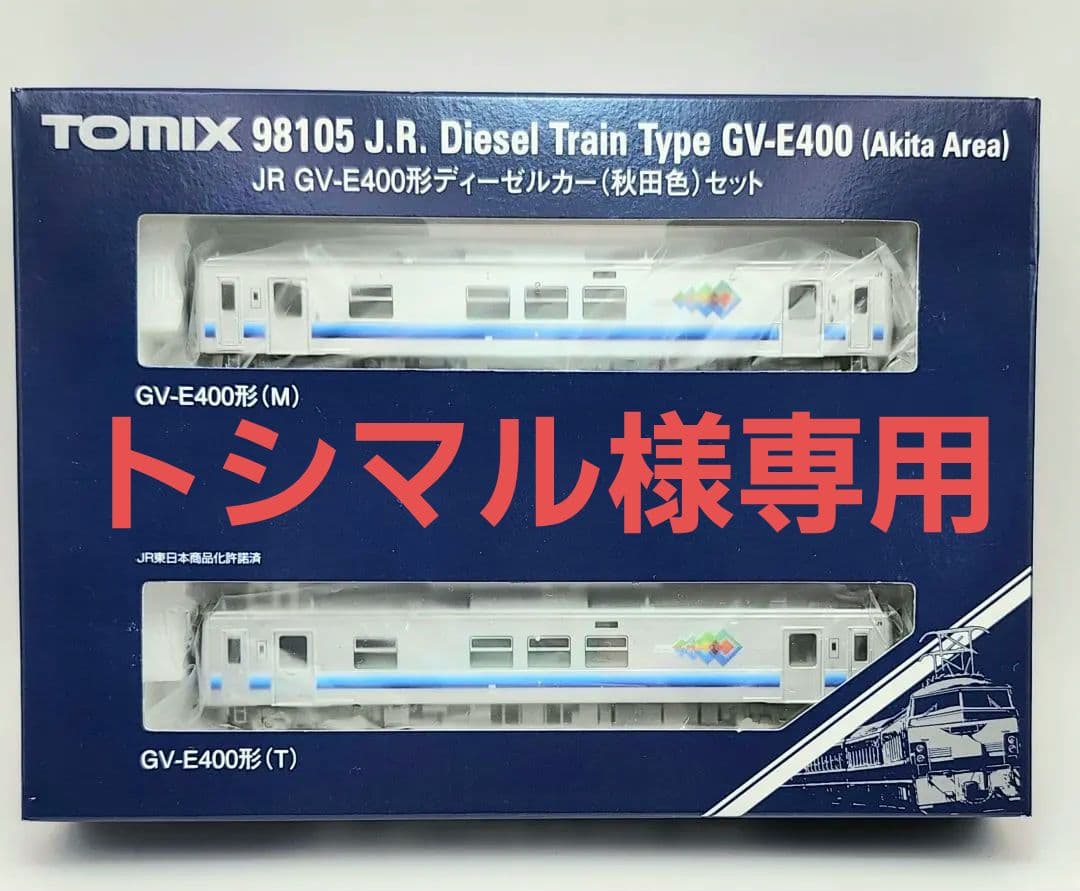 TOMIX 98105 J.R. Diesel Train Type GV-E400 (Akita Area)
JR GV-E400形ディーゼルカー(秋田色)セット
GV-E400形(M)
トシマル様専用
JR東日本商品化許諾済
GV-E400形(T)